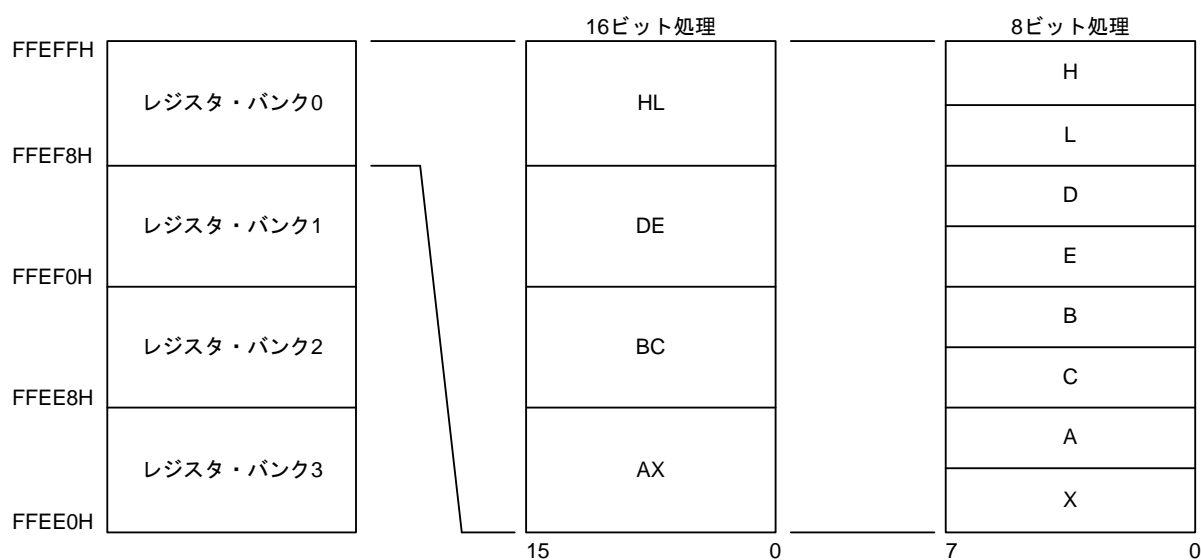 16ビット処理
8ビット処理
FFEFFH
レジスタ・バンク0
HL
H
L
FFEF8H
レジスタ・バンク1
DE
D
E
FFEF0H
レジスタ・バンク2
BC
B
C
FFEE8H
レジスタ・バンク3
AX
A
X
FFEE0H
15
0
7
0